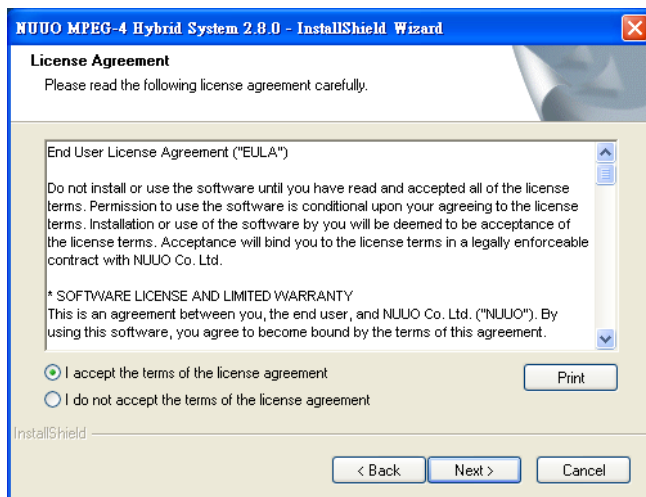 NUUO MPEG-4 Hybrid System 2.8.0 - InstallShield Wizard
License Agreement
Please read the following license agreement carefully.
End User License Agreement ("EULA")
Do not install or use the software until you have read and accepted all of the license
terms. Permission to use the software is conditional upon your agreeing to the license
terms. Installation or use of the software by you will be deemed to be acceptance of
the license terms. Acceptance will bind you to the license terms in a legally enforceable
contract with NUUO Co. Ltd.
* SOFTWARE LICENSE AND LIMITED WARRANTY
This is an agreement between you, the end user, and NUUO Co. Ltd. ("NUUO"). By
using this software, you agree to become bound by the terms of this agreement.
I accept the terms of the license agreement
Print
I do not accept the terms of the license agreement
InstallShield
< Back
Next >
Cancel